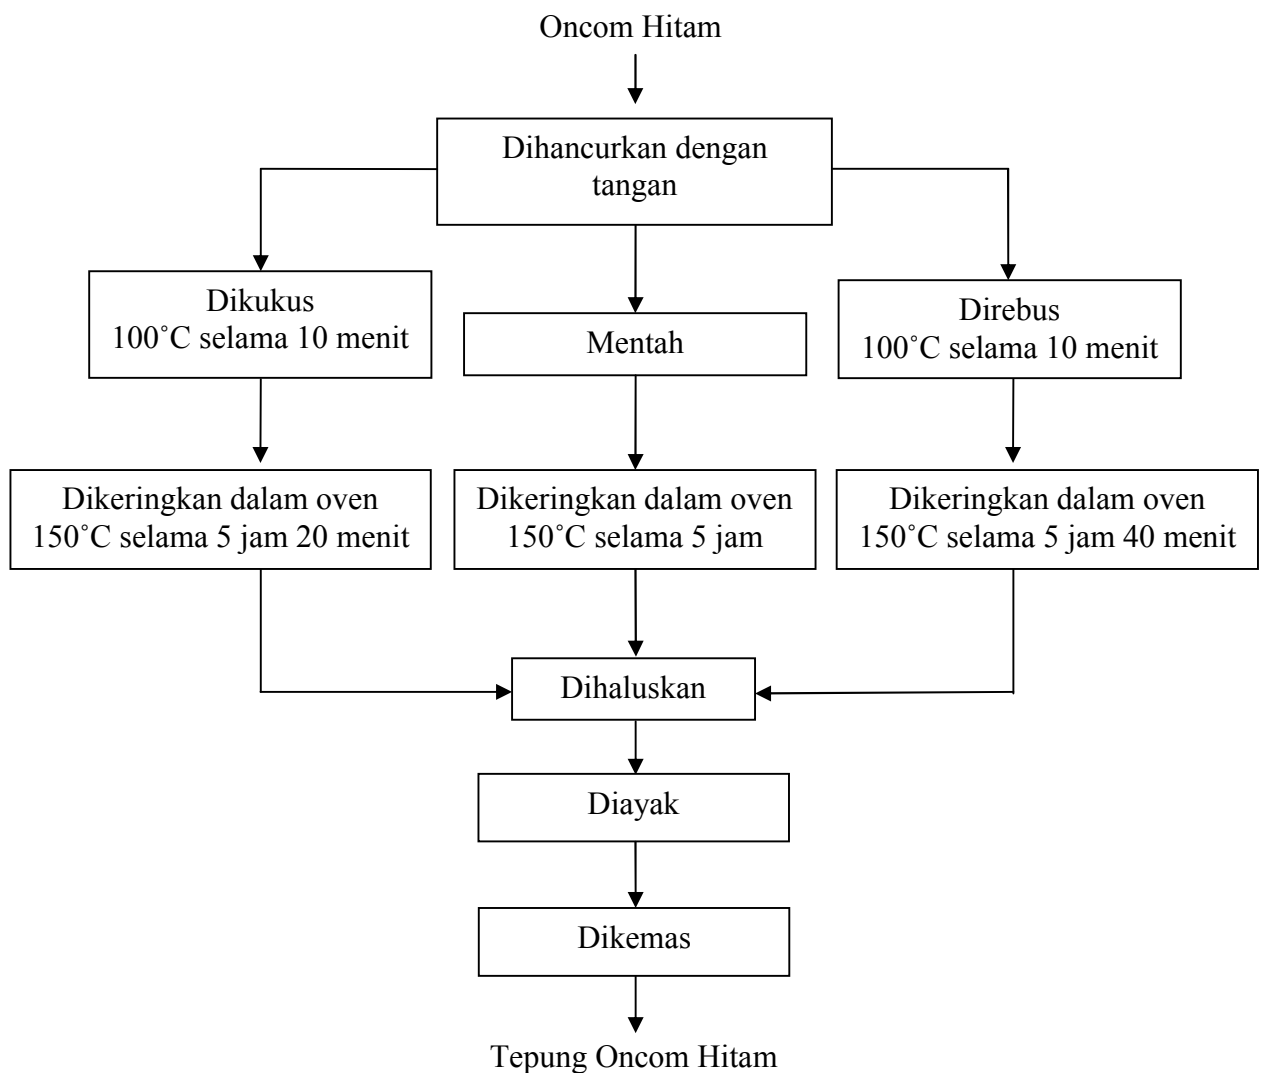 Oncom Hitam
Dihancurkan dengan
tangan
Dikukus
100˚C selama 10 menit
Mentah
Direbus
100˚C selama 10 menit
Dikeringkan dalam oven
150˚C selama 5 jam 20 menit
Dikeringkan dalam oven
150˚C selama 5 jam
Dikeringkan dalam oven
150˚C selama 5 jam 40 menit
Dihaluskan
Diayak
Dikemas
Tepung Oncom Hitam